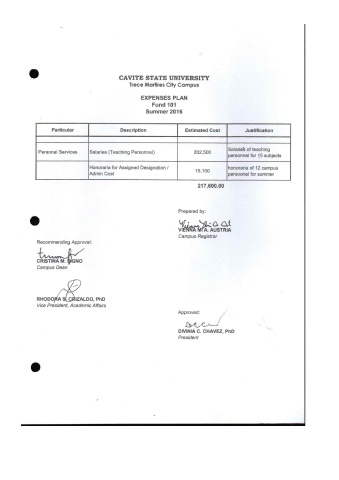 CAVITE STATE UNIVERSITY
Trece Martires City Campus
EXPENSES PLAN
Fund 101
Summer 2016
Particular Description Estimated Cost Justification
Personal Services Salaries (Teaching Personnel) 202,500 Salaries of teaching personnel for 15 subjects
Honoraria for Assigned Designation / Admin Cost 15,100 honoraria of 12 campus personnel for summer
217,600.00
Prepared by:
VIENNA MI A. AUSTRIA
Campus Registrar
Recommending Approval:
CRISTINA M. SIGNO
Campus Dean
RHODORA S. CRIZALDO, PhD
Vice President, Academic Affairs
Approved:
DIVINIA C. CHAVEZ, PhD
President